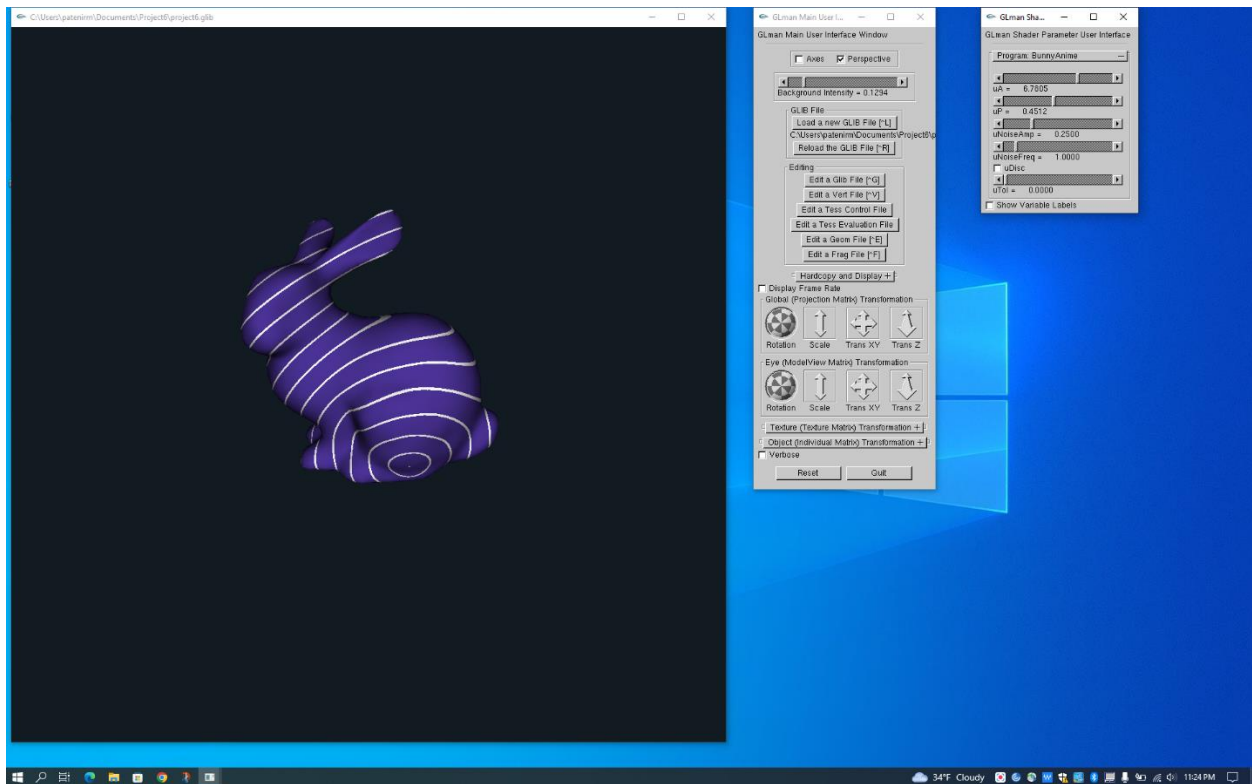 C:\Users\patenirm\Documents\Project6\project6.glib
GLman Main User I...
GLman Main User Interface Window
Axes Perspective
Background Intensity = 0.1294
GLIB File
Load a new GLIB File [^L]
C:\Users\patenirm\Documents\Project6\p
Reload the GLIB File [^R]
Editing
Edit a Glib File [^G]
Edit a Vert File [^V]
Edit a Tess Control File
Edit a Tess Evaluation File
Edit a Geom File [^E]
Edit a Frag File [^F]
Hardcopy and Display +
Display Frame Rate
Global (Projection Matrix) Transformation
Rotation Scale Trans XY Trans Z
Eye (ModelView Matrix) Transformation
Rotation Scale Trans XY Trans Z
Texture (Texture Matrix) Transformation +
Object (Individual Matrix) Transformation +
Verbose
Reset Quit
GLman Sha...
GLman Shader Parameter User Interface
Program: BunnyAnime
uA = 6.7805
uP = 0.4512
uNoiseAmp = 0.2500
uNoiseFreq = 1.0000
uDisc
uTol = 0.0000
Show Variable Labels
34°F Cloudy 11:24 PM